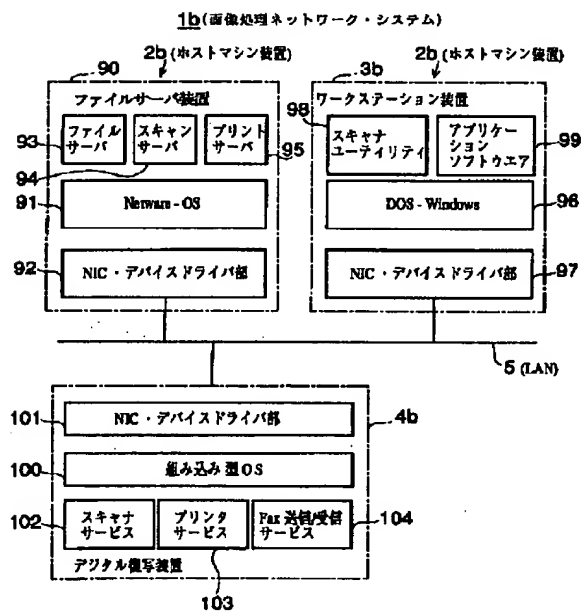 1b(画像処理ネットワーク・システム)
90
2b(ホストマシン装置)
ファイルサーバ装置
93
ファイル
サーバ
スキャン
サーバ
プリント
サーバ
94
95
91
Netware - OS
92
NIC・デバイスドライバ部
3b
2b(ホストマシン装置)
ワークステーション装置
98
スキャナ
ユーティリティ
アプリケー
ション
ソフトウエア
99
DOS - Windows
96
NIC・デバイスドライバ部
97
5 (LAN)
101
NIC・デバイスドライバ部
4b
100
組み込み型OS
102
スキャナ
サービス
プリンタ
サービス
Fax 送信/受信
サービス
104
デジタル複写装置
103